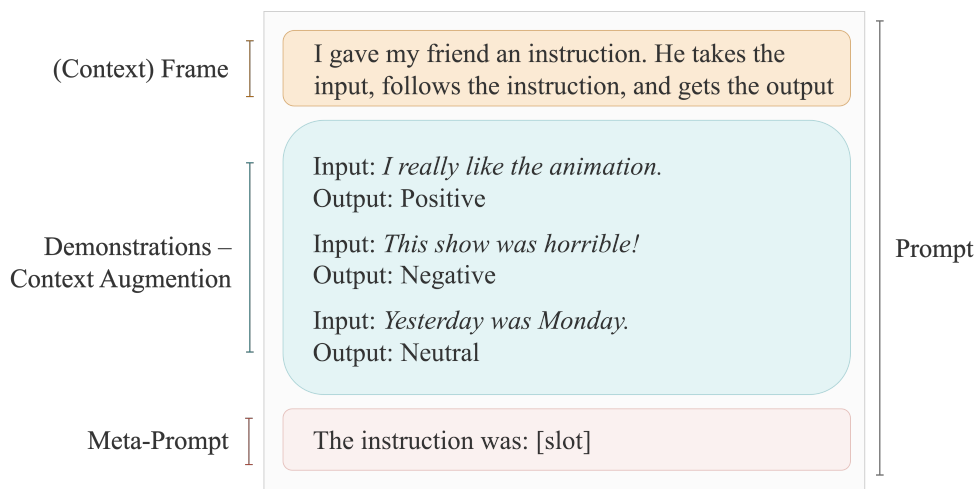 (Context) Frame
I gave my friend an instruction. He takes the
input, follows the instruction, and gets the output
Demonstrations –
Context Augmention
Input: I really like the animation.
Output: Positive
Input: This show was horrible!
Output: Negative
Input: Yesterday was Monday.
Output: Neutral
Prompt
Meta-Prompt
The instruction was: [slot]